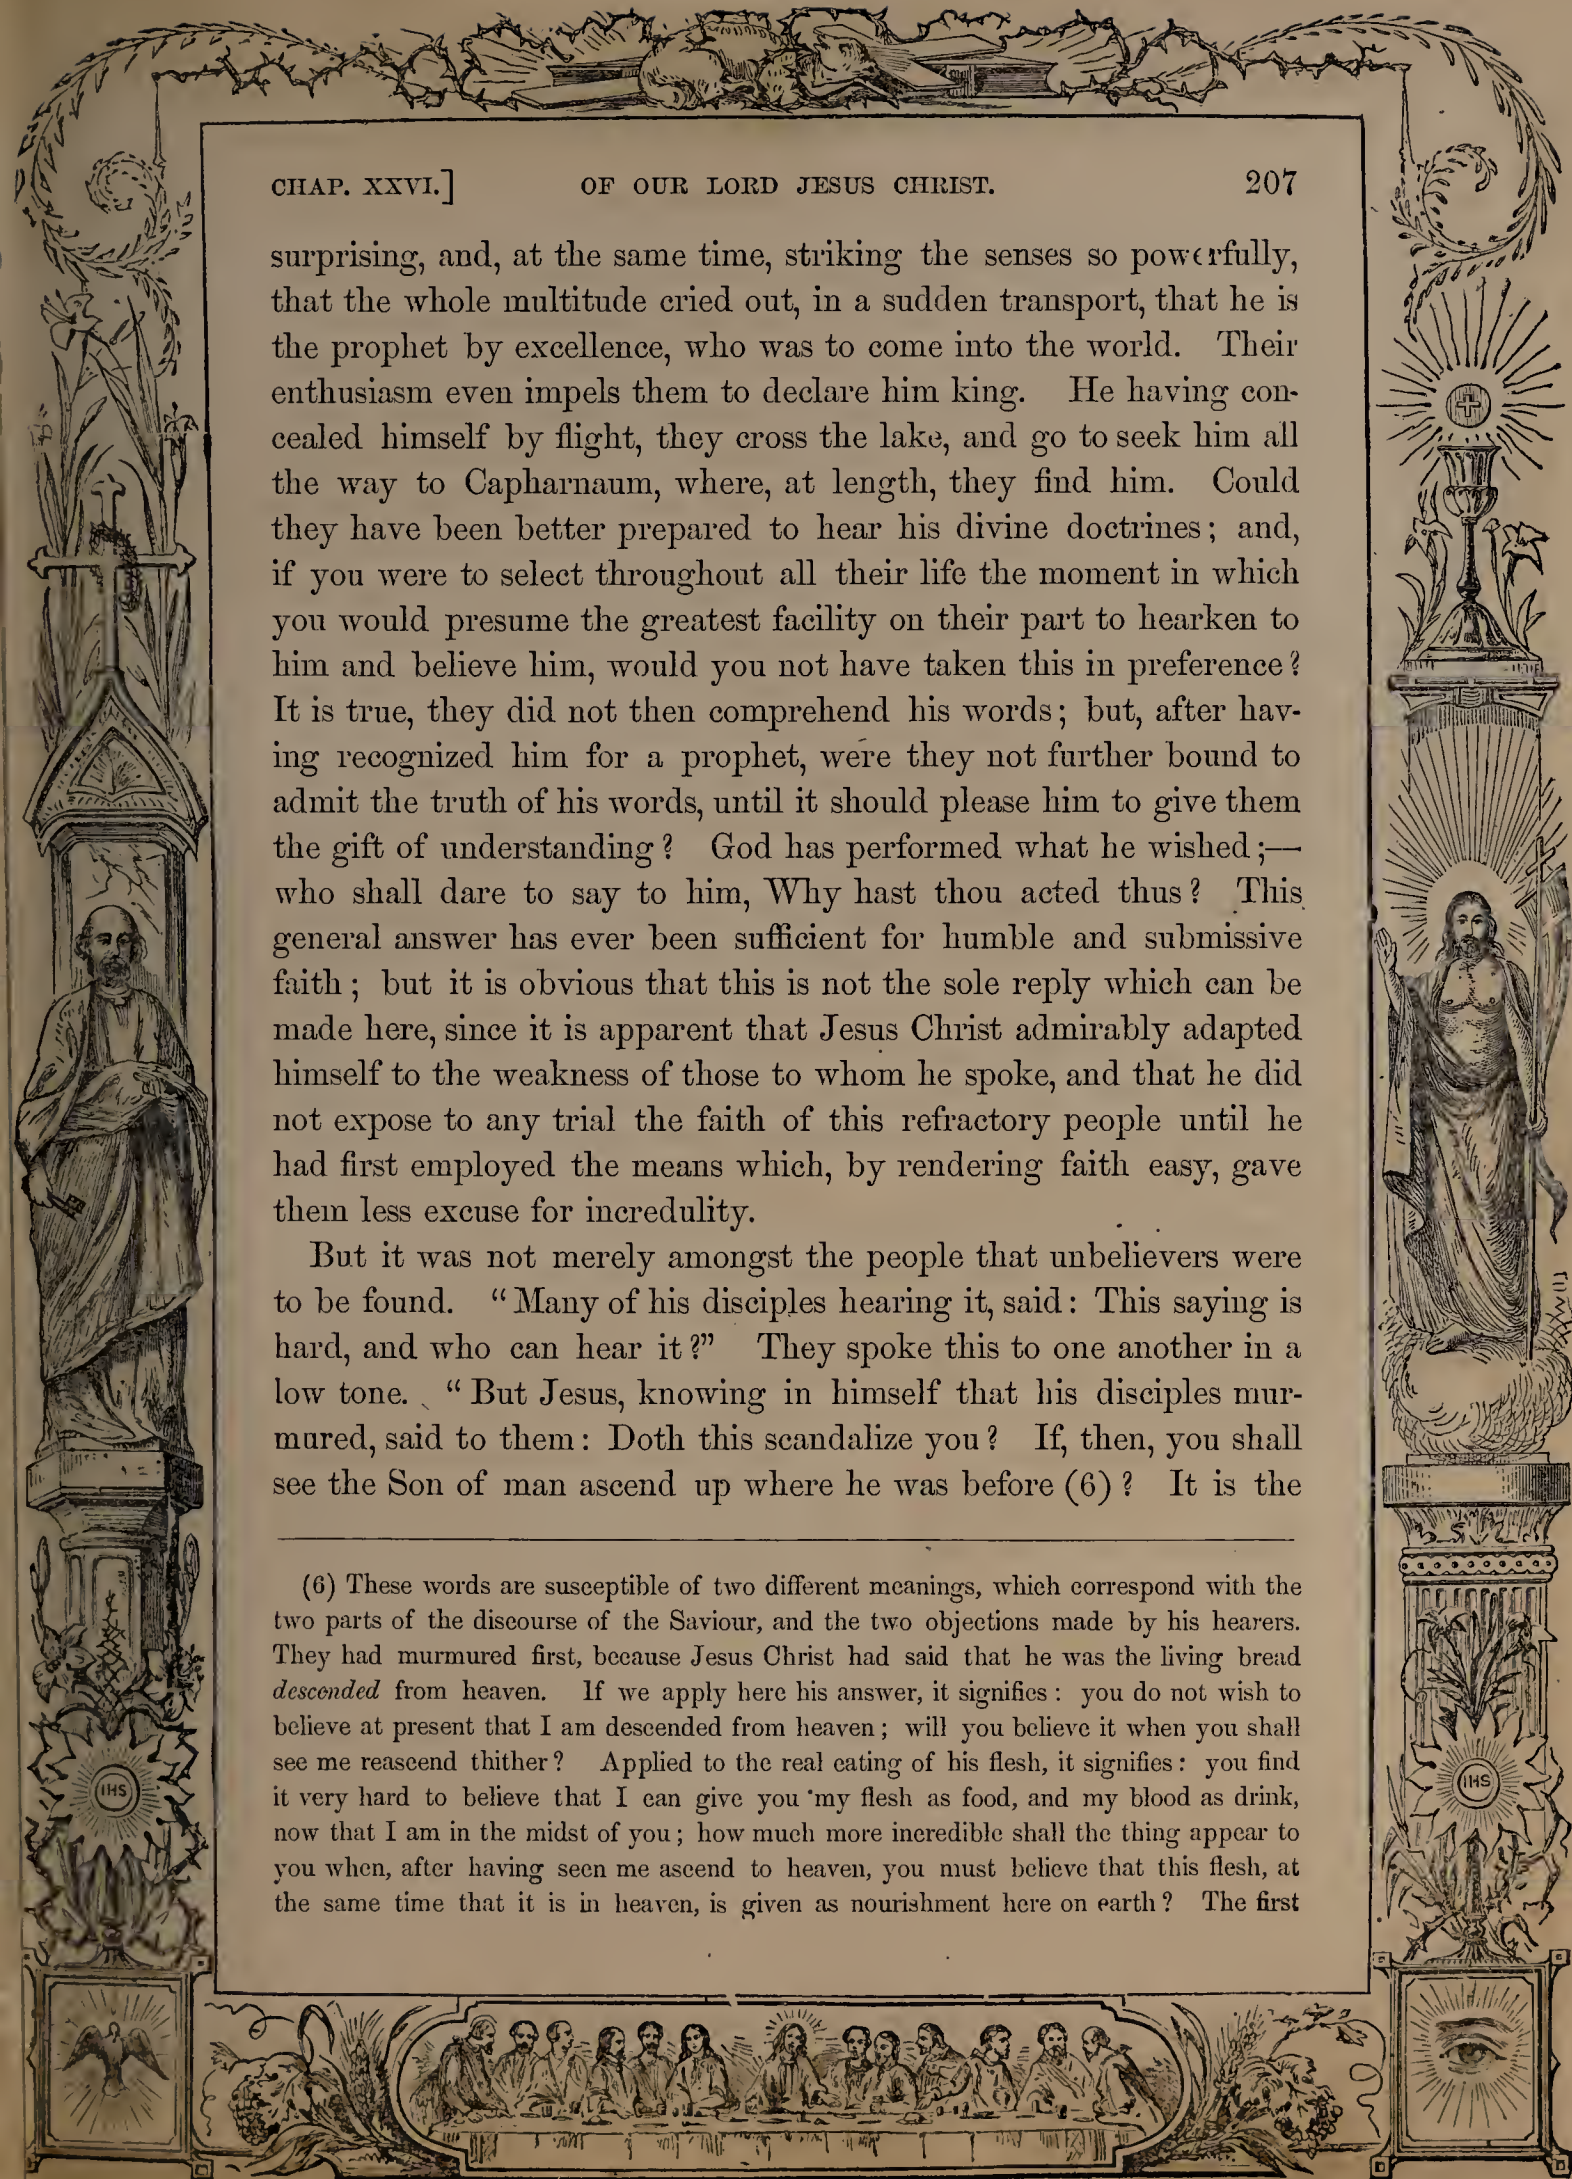 CHAP. XXVI.] OF OUR LORD JESUS CHRIST. 207
surprising, and, at the same time, striking the senses so powerfully,
that the whole multitude cried out, in a sudden transport, that he is
the prophet by excellence, who was to come into the world. Their
enthusiasm even impels them to declare him king. He having con-
cealed himself by flight, they cross the lake, and go to seek him all
the way to Capharnaum, where, at length, they find him. Could
they have been better prepared to hear his divine doctrines; and,
if you were to select throughout all their life the moment in which
you would presume the greatest facility on their part to hearken to
him and believe him, would you not have taken this in preference?
It is true, they did not then comprehend his words; but, after hav-
ing recognized him for a prophet, were they not further bound to
admit the truth of his words, until it should please him to give them
the gift of understanding? God has performed what he wished;—
who shall dare to say to him, Why hast thou acted thus? This
general answer has ever been sufficient for humble and submissive
faith; but it is obvious that this is not the sole reply which can be
made here, since it is apparent that Jesus Christ admirably adapted
himself to the weakness of those to whom he spoke, and that he did
not expose to any trial the faith of this refractory people until he
had first employed the means which, by rendering faith easy, gave
them less excuse for incredulity.
But it was not merely amongst the people that unbelievers were
to be found. "Many of his disciples hearing it, said: This saying is
hard, and who can hear it?" They spoke this to one another in a
low tone. "But Jesus, knowing in himself that his disciples mur-
mured, said to them: Doth this scandalize you? If, then, you shall
see the Son of man ascend up where he was before (6)? It is the
(6) These words are susceptible of two different meanings, which correspond with the
two parts of the discourse of the Saviour, and the two objections made by his hearers.
They had murmured first, because Jesus Christ had said that he was the living bread
descended from heaven. If we apply here his answer, it signifies: you do not wish to
believe at present that I am descended from heaven; will you believe it when you shall
see me reascend thither? Applied to the real eating of his flesh, it signifies: you find
it very hard to believe that I can give you my flesh as food, and my blood as drink,
now that I am in the midst of you; how much more incredible shall the thing appear to
you when, after having seen me ascend to heaven, you must believe that this flesh, at
the same time that it is in heaven, is given as nourishment here on earth? The first
IHS
IHS